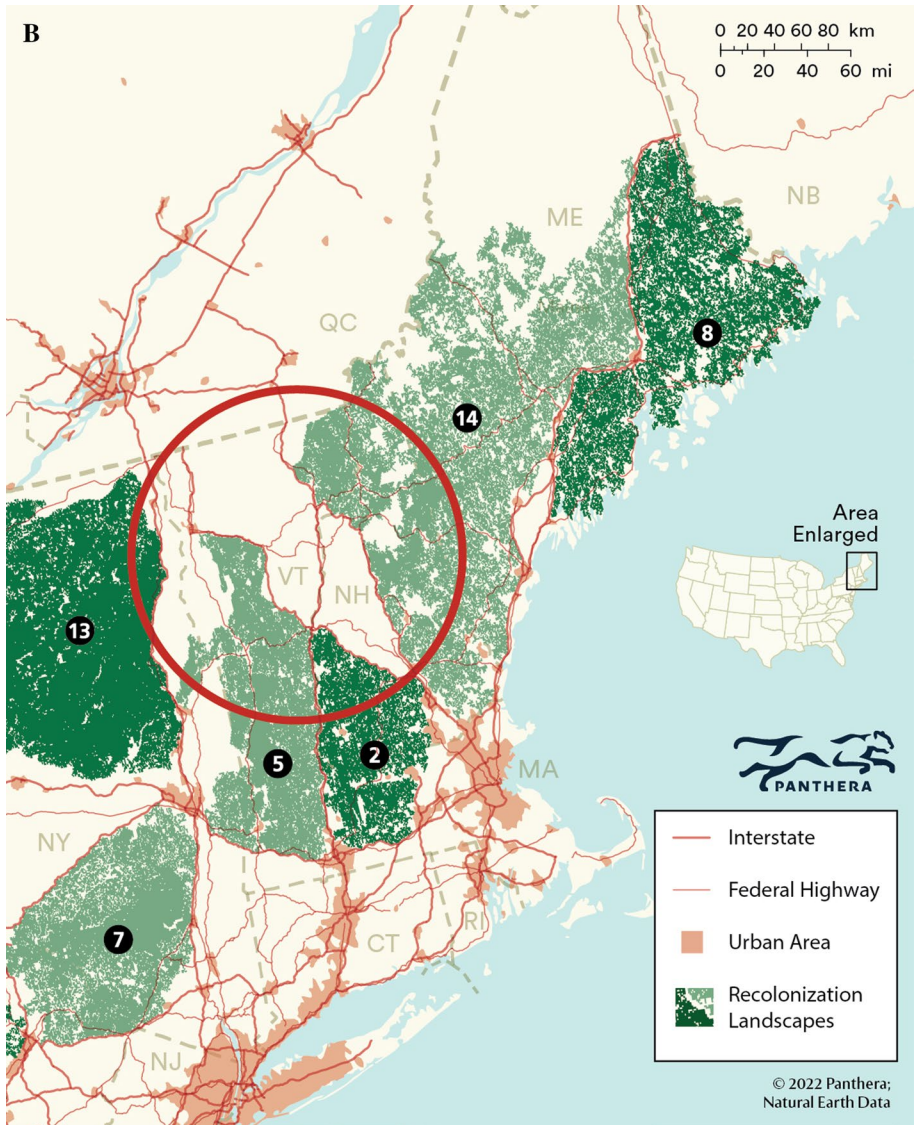 B
0 20 40 60 80 km
0 20 40 60 mi
NB
ME
QC
8
14
Area
Enlarged
VT
NH
13
2
5
MA
PANTHERA
NY
Interstate
Federal Highway
7
CT
RI
Urban Area
Recolonization
Landscapes
NJ
© 2022 Panthera;
Natural Earth Data